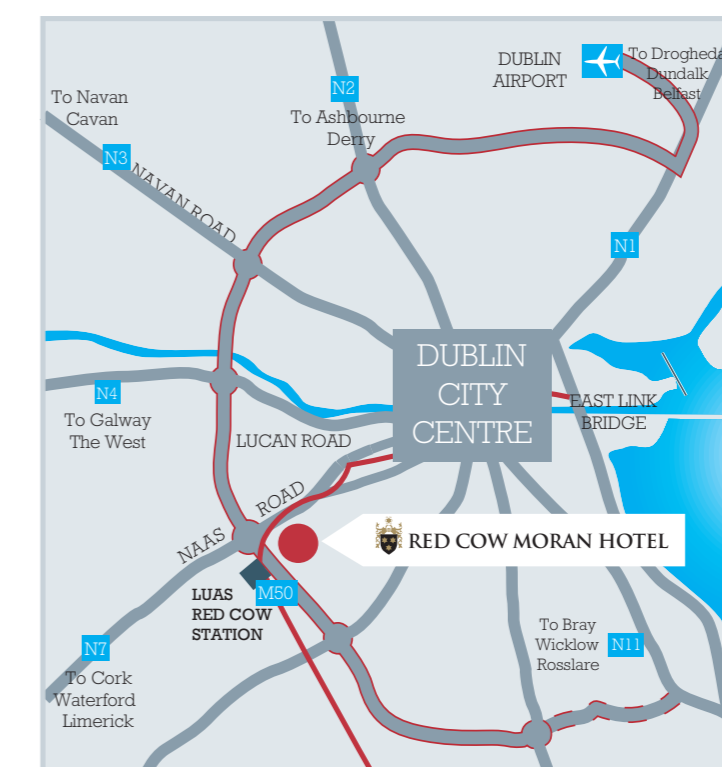 DUBLIN
AIRPORT
To Drogheda
Dundalk
Belfast
N2
To Ashbourne
Derry
To Navan
Cavan
N3
NAVAN ROAD
N1
DUBLIN
CITY
CENTRE
N4
To Galway
The West
LUCAN ROAD
EAST LINK
BRIDGE
NAAS ROAD
RED COW MORAN HOTEL
M50
LUAS
RED COW
STATION
N7
To Cork
Waterford
Limerick
To Bray
Wicklow
Rosslare
N11